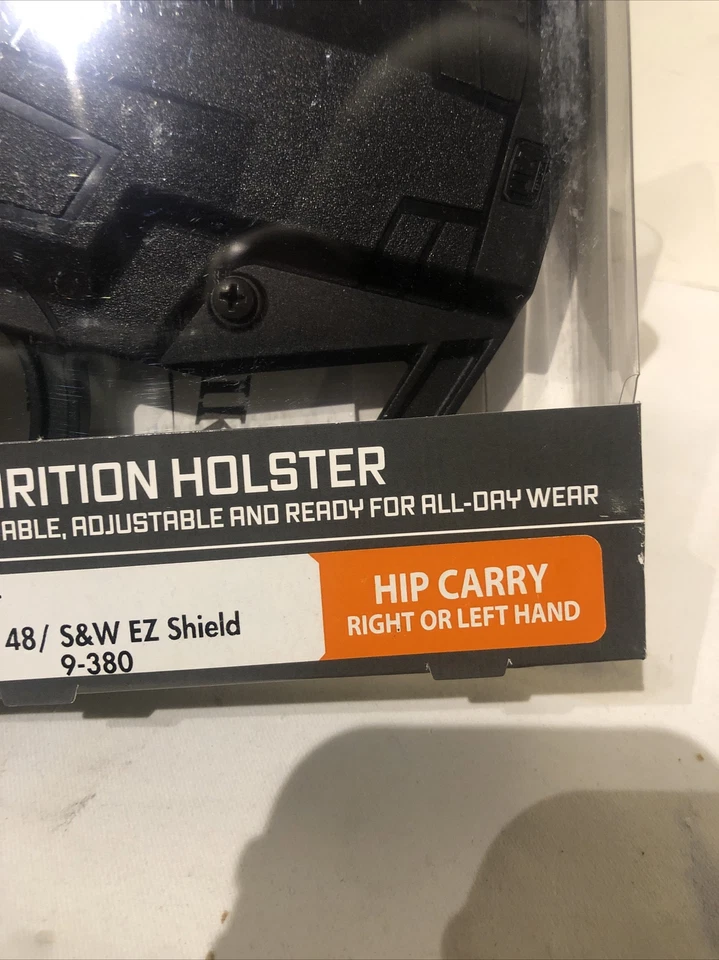 IRITION HOLSTER
ABLE, ADJUSTABLE AND READY FOR ALL-DAY WEAR
48/ S&W EZ Shield
9-380
HIP CARRY
RIGHT OR LEFT HAND